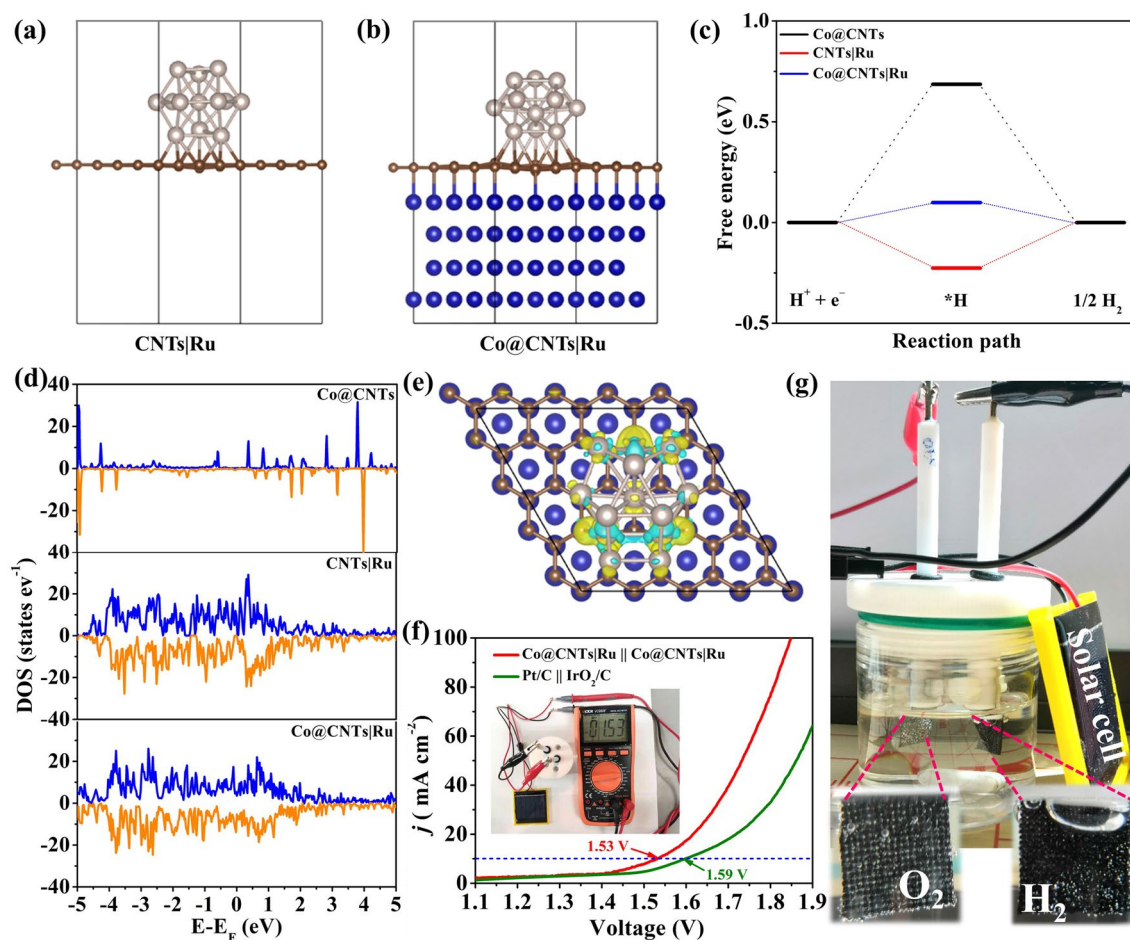 (a)
CNTs|Ru
(b)
Co@CNTs|Ru
(c)
Co@CNTs
CNTs|Ru
Co@CNTs|Ru
Free energy (eV)
1.0
0.5
0.0
-0.5
H⁺ + e⁻
*H
1/2 H₂
Reaction path
(d)
Co@CNTs
CNTs|Ru
Co@CNTs|Ru
DOS (states ev⁻¹)
40
20
0
-20
40
20
0
-20
40
20
0
-20
-40
-5 -4 -3 -2 -1 0 1 2 3 4 5
E-E_F (eV)
(e)
(f)
Co@CNTs|Ru || Co@CNTs|Ru
Pt/C || IrO₂/C
0153
1.53 V
1.59 V
j ( mA cm⁻²)
100
80
60
40
20
0
1.1 1.2 1.3 1.4 1.5 1.6 1.7 1.8 1.9
Voltage (V)
(g)
Solar cell
O₂
H₂